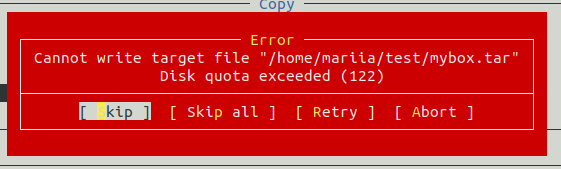 Copy
Error
Cannot write target file "/home/mariia/test/mybox.tar"
Disk quota exceeded (122)
[ Skip ] [ Skip all ] [ Retry ] [ Abort ]